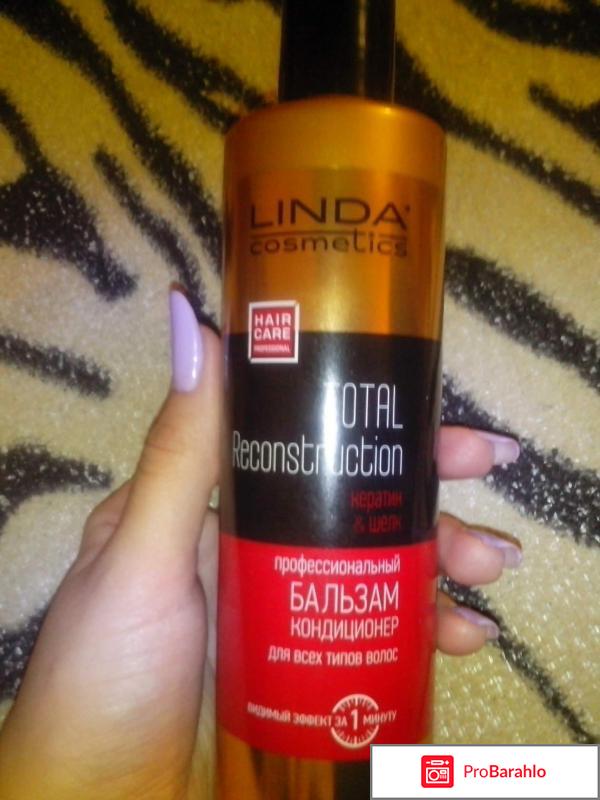 LINDA
cosmetics
HAIR
CARE
PROFESSIONAL
TOTAL
Reconstruction
кератин
& шелк
профессиональный
БАЛЬЗАМ
КОНДИЦИОНЕР
для всех типов волос
ВИДИМЫЙ ЭФФЕКТ ЗА 1 МИНУТУ
ProBarahlo